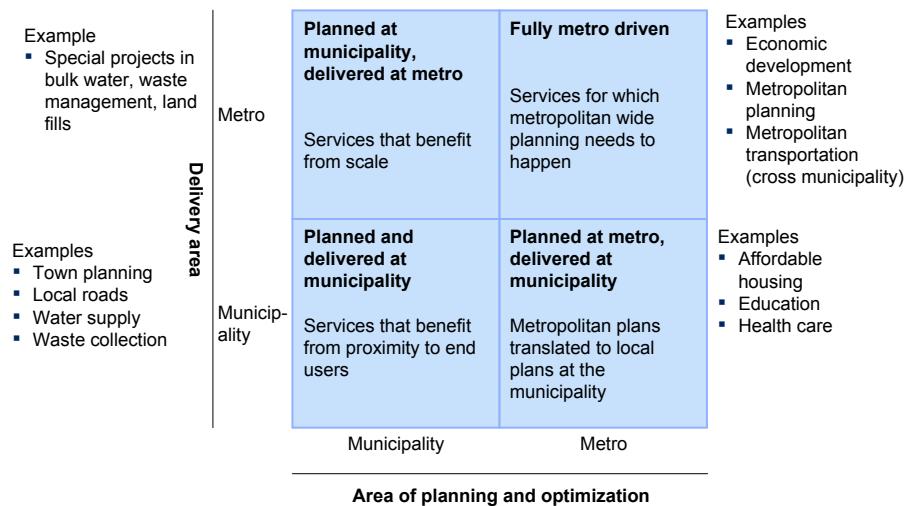 Example
▪ Special projects in
bulk water, waste
management, land
fills
Planned at
municipality,
delivered at metro
Services that benefit
from scale
Fully metro driven
Services for which
metropolitan wide
planning needs to
happen
Examples
▪ Economic
development
▪ Metropolitan
planning
▪ Metropolitan
transportation
(cross municipality)
Metro
Delivery area
Examples
▪ Town planning
▪ Local roads
▪ Water supply
▪ Waste collection
Municip-
ality
Planned and
delivered at
municipality
Services that benefit
from proximity to end
users
Planned at metro,
delivered at
municipality
Metropolitan plans
translated to local
plans at the
municipality
Examples
▪ Affordable
housing
▪ Education
▪ Health care
Municipality
Metro
Area of planning and optimization